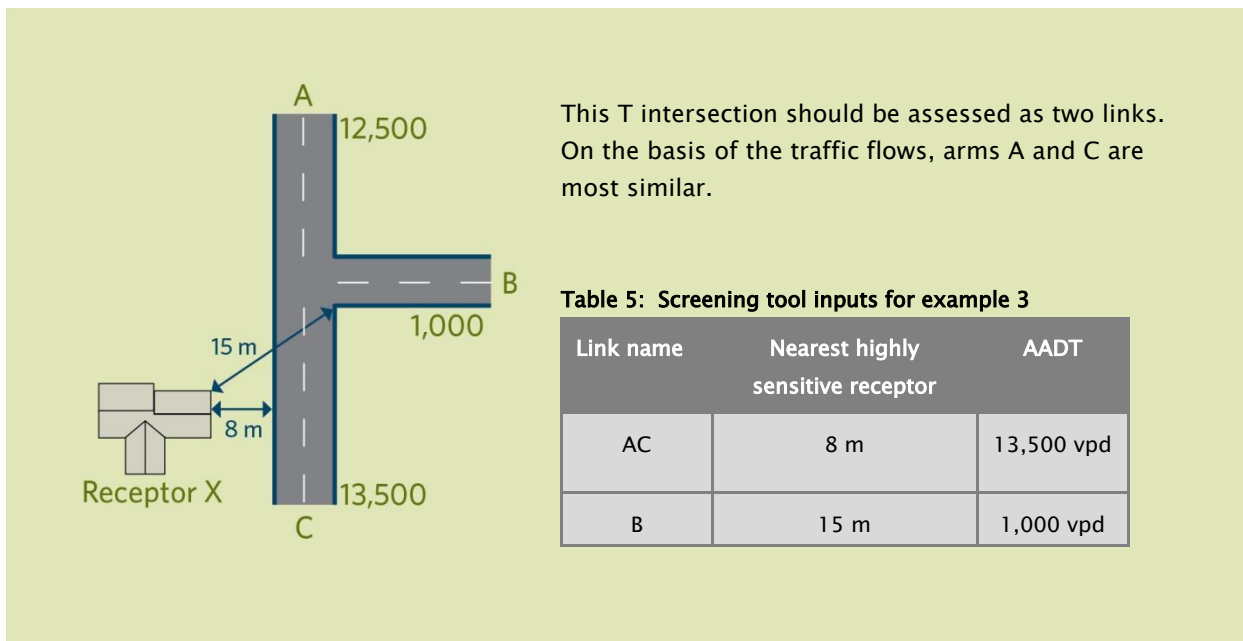 A
12,500
B
1,000
15 m
8 m
Receptor X
13,500
C
This T intersection should be assessed as two links.
On the basis of the traffic flows, arms A and C are
most similar.
Table 5: Screening tool inputs for example 3
Link name Nearest highly sensitive receptor AADT
AC 8 m 13,500 vpd
B 15 m 1,000 vpd